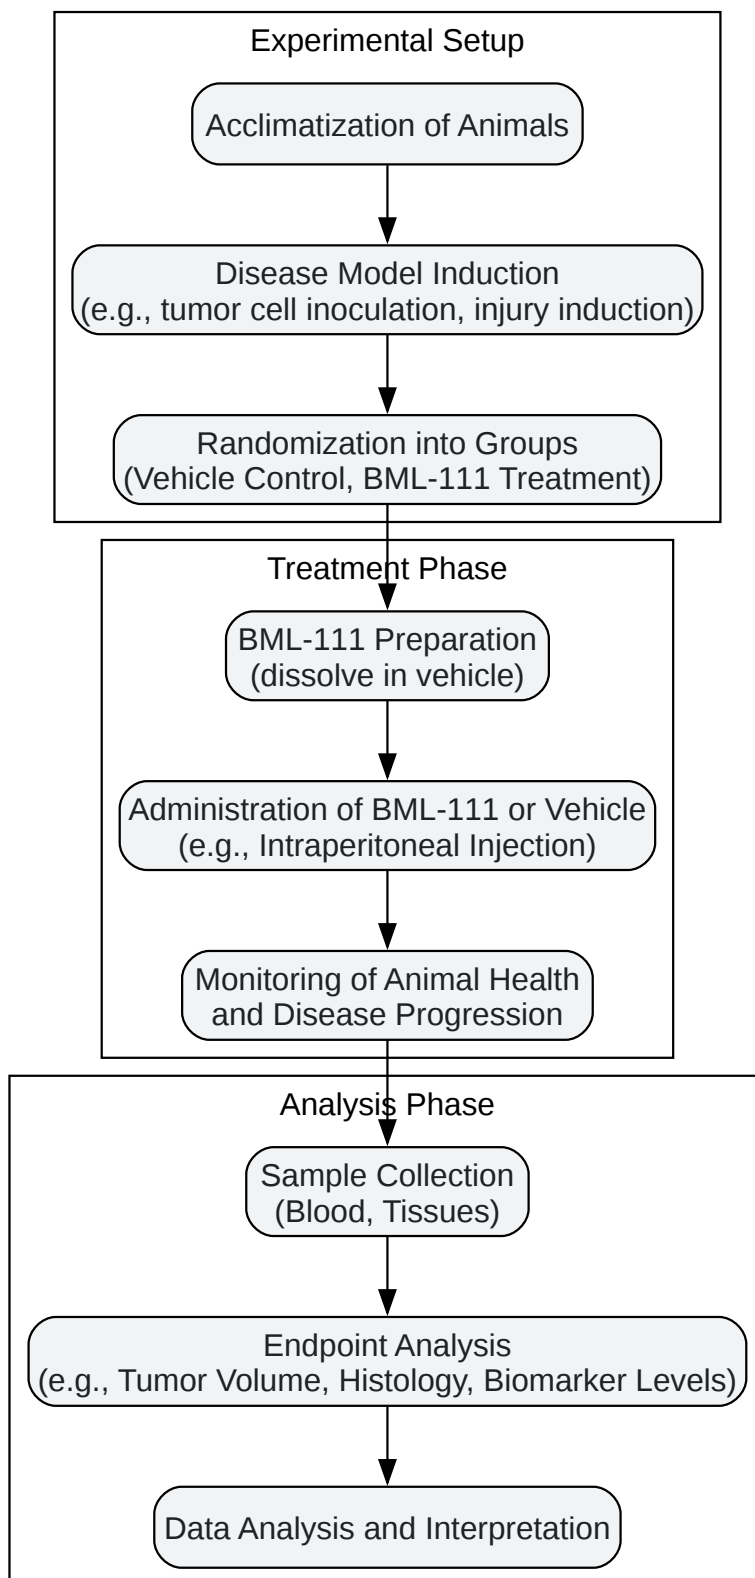 Experimental Setup
Acclimatization of Animals
Disease Model Induction
(e.g., tumor cell inoculation, injury induction)
Randomization into Groups
(Vehicle Control, BML-111 Treatment)
Treatment Phase
BML-111 Preparation
(dissolve in vehicle)
Administration of BML-111 or Vehicle
(e.g., Intraperitoneal Injection)
Monitoring of Animal Health
and Disease Progression
Analysis Phase
Sample Collection
(Blood, Tissues)
Endpoint Analysis
(e.g., Tumor Volume, Histology, Biomarker Levels)
Data Analysis and Interpretation